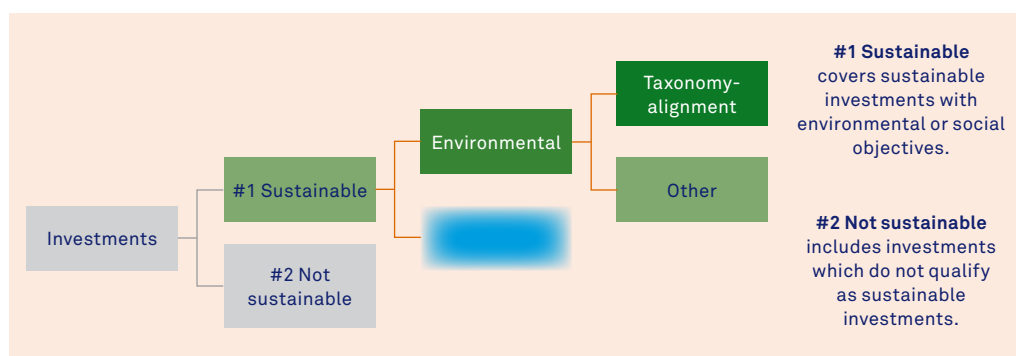 Investments
#1 Sustainable
#2 Not
sustainable
Environmental
Taxonomy-
alignment
Other
#1 Sustainable
covers sustainable
investments with
environmental or social
objectives.
#2 Not sustainable
includes investments
which do not qualify
as sustainable
investments.